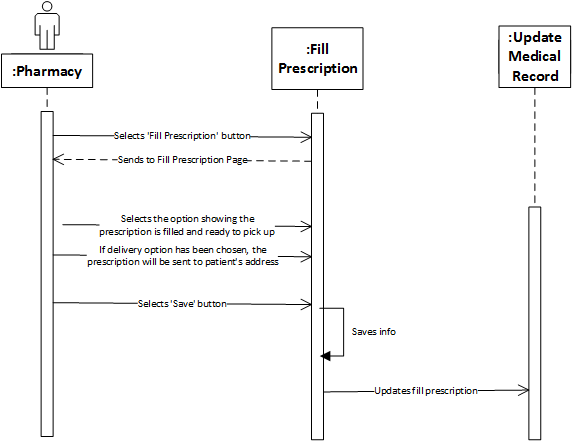 :Pharmacy
:Fill
Prescription
:Update
Medical
Record
Selects 'Fill Prescription' button
Sends to Fill Prescription Page
Selects the option showing the
prescription is filled and ready to pick up
If delivery option has been chosen, the
prescription will be sent to patient's address
Selects 'Save' button
Saves info
Updates fill prescription